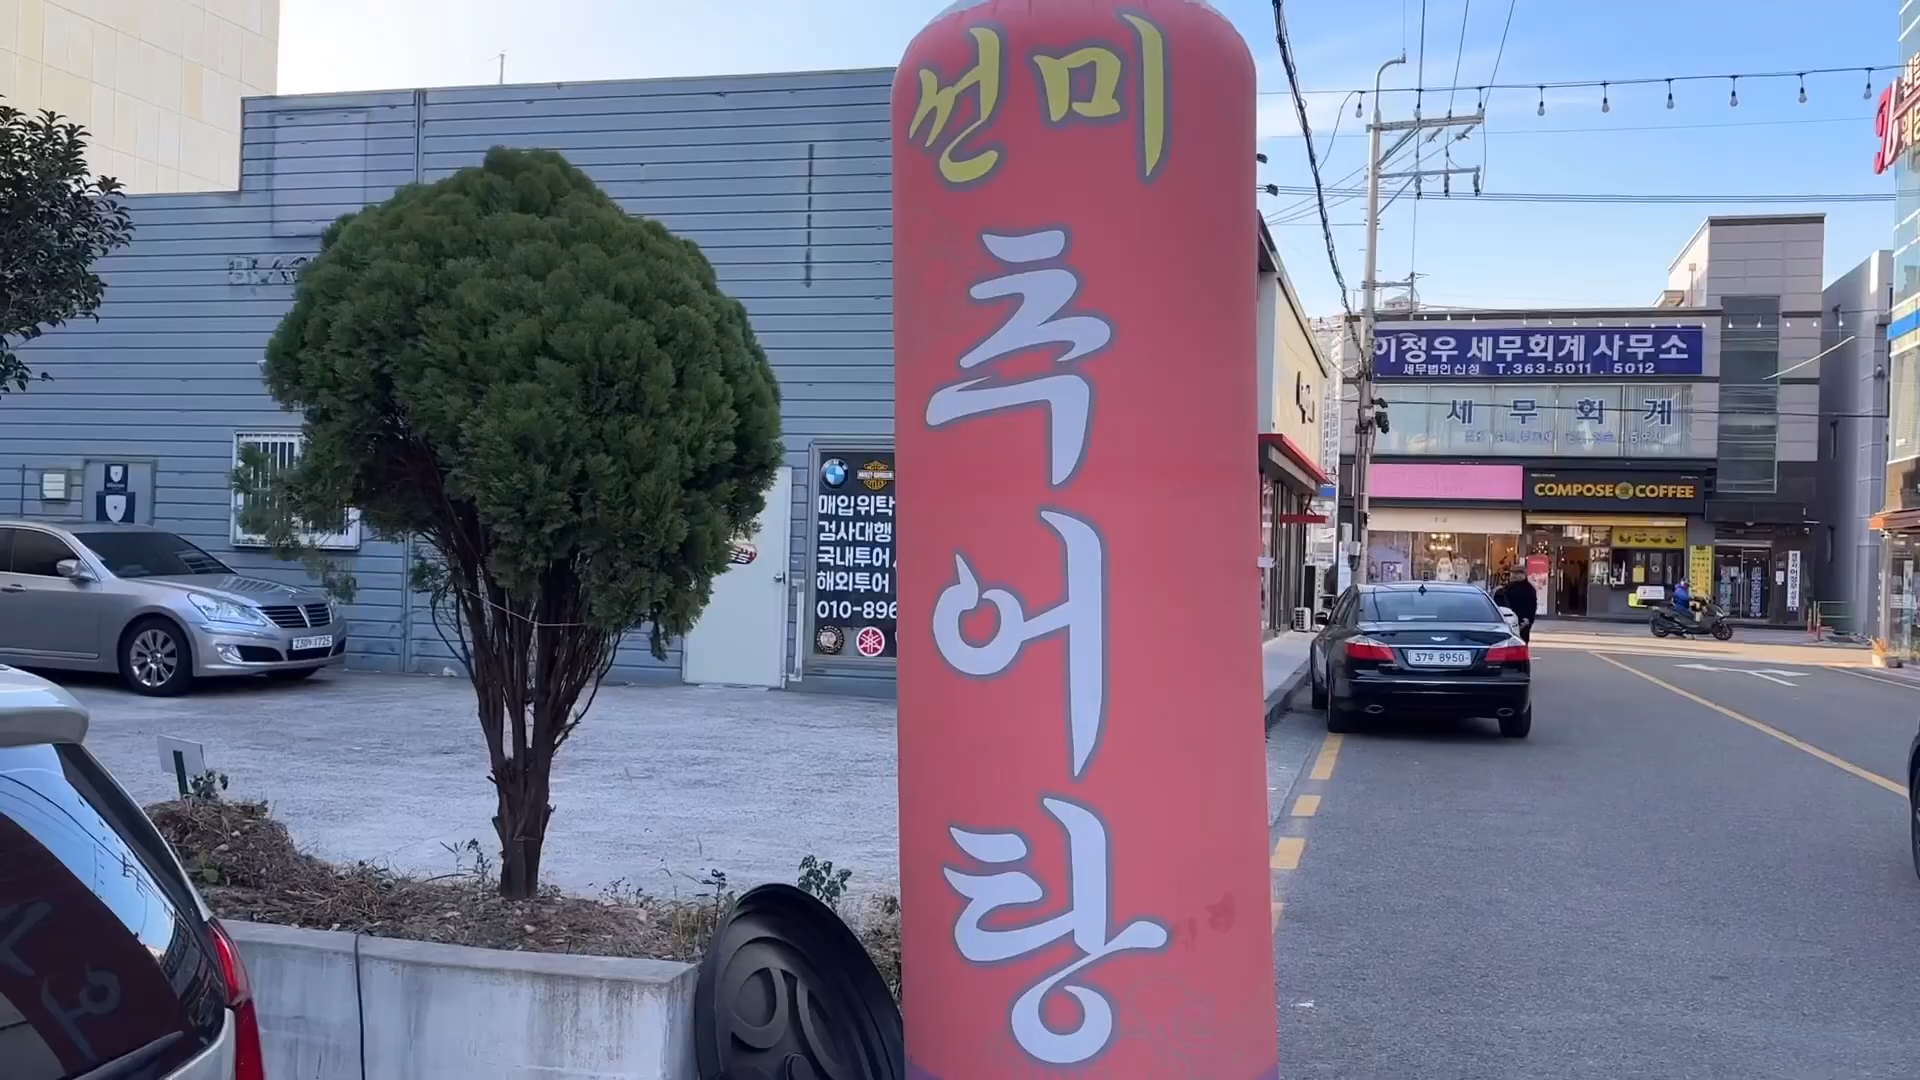 선미
추
어
탕
이정우 세무회계 사무소
세무법인 신성 T.363-5011 . 5012
세 무 회 계
COMPOSE COFFEE
매입위탁
검사대행
국내투어
해외투어
010-896
37우 8950